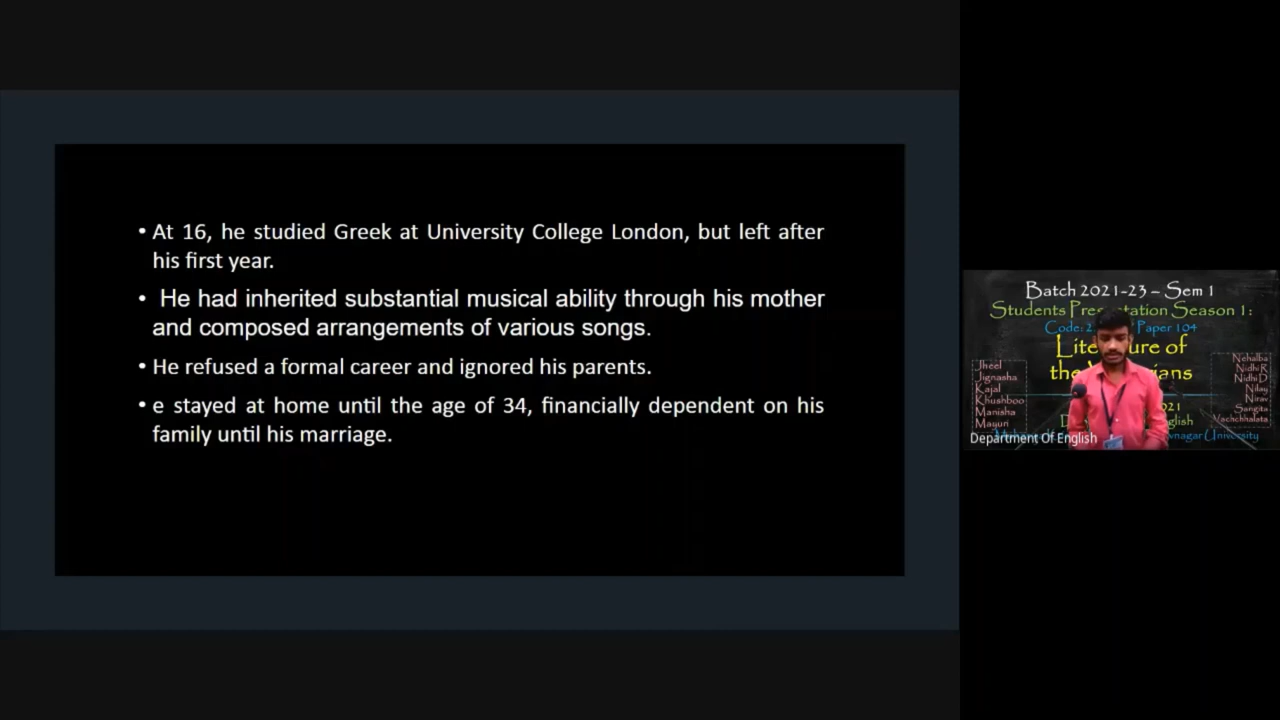 • At 16, he studied Greek at University College London, but left after
his first year.
• He had inherited substantial musical ability through his mother
and composed arrangements of various songs.
• He refused a formal career and ignored his parents.
• e stayed at home until the age of 34, financially dependent on his
family until his marriage.
Batch 2021-23 – Sem 1
Students Pres tation Season 1:
Code: 2 Paper 104
Lite ure of
the ians
Jheel
Jignasha
Kajal
Khushboo
Manisha
Mayuri
Nehalba
Nidhi R
Nidhi D
Nilay
Nirav
Sangita
Vachchhalata
021
D glish
vnagar University
Department Of English